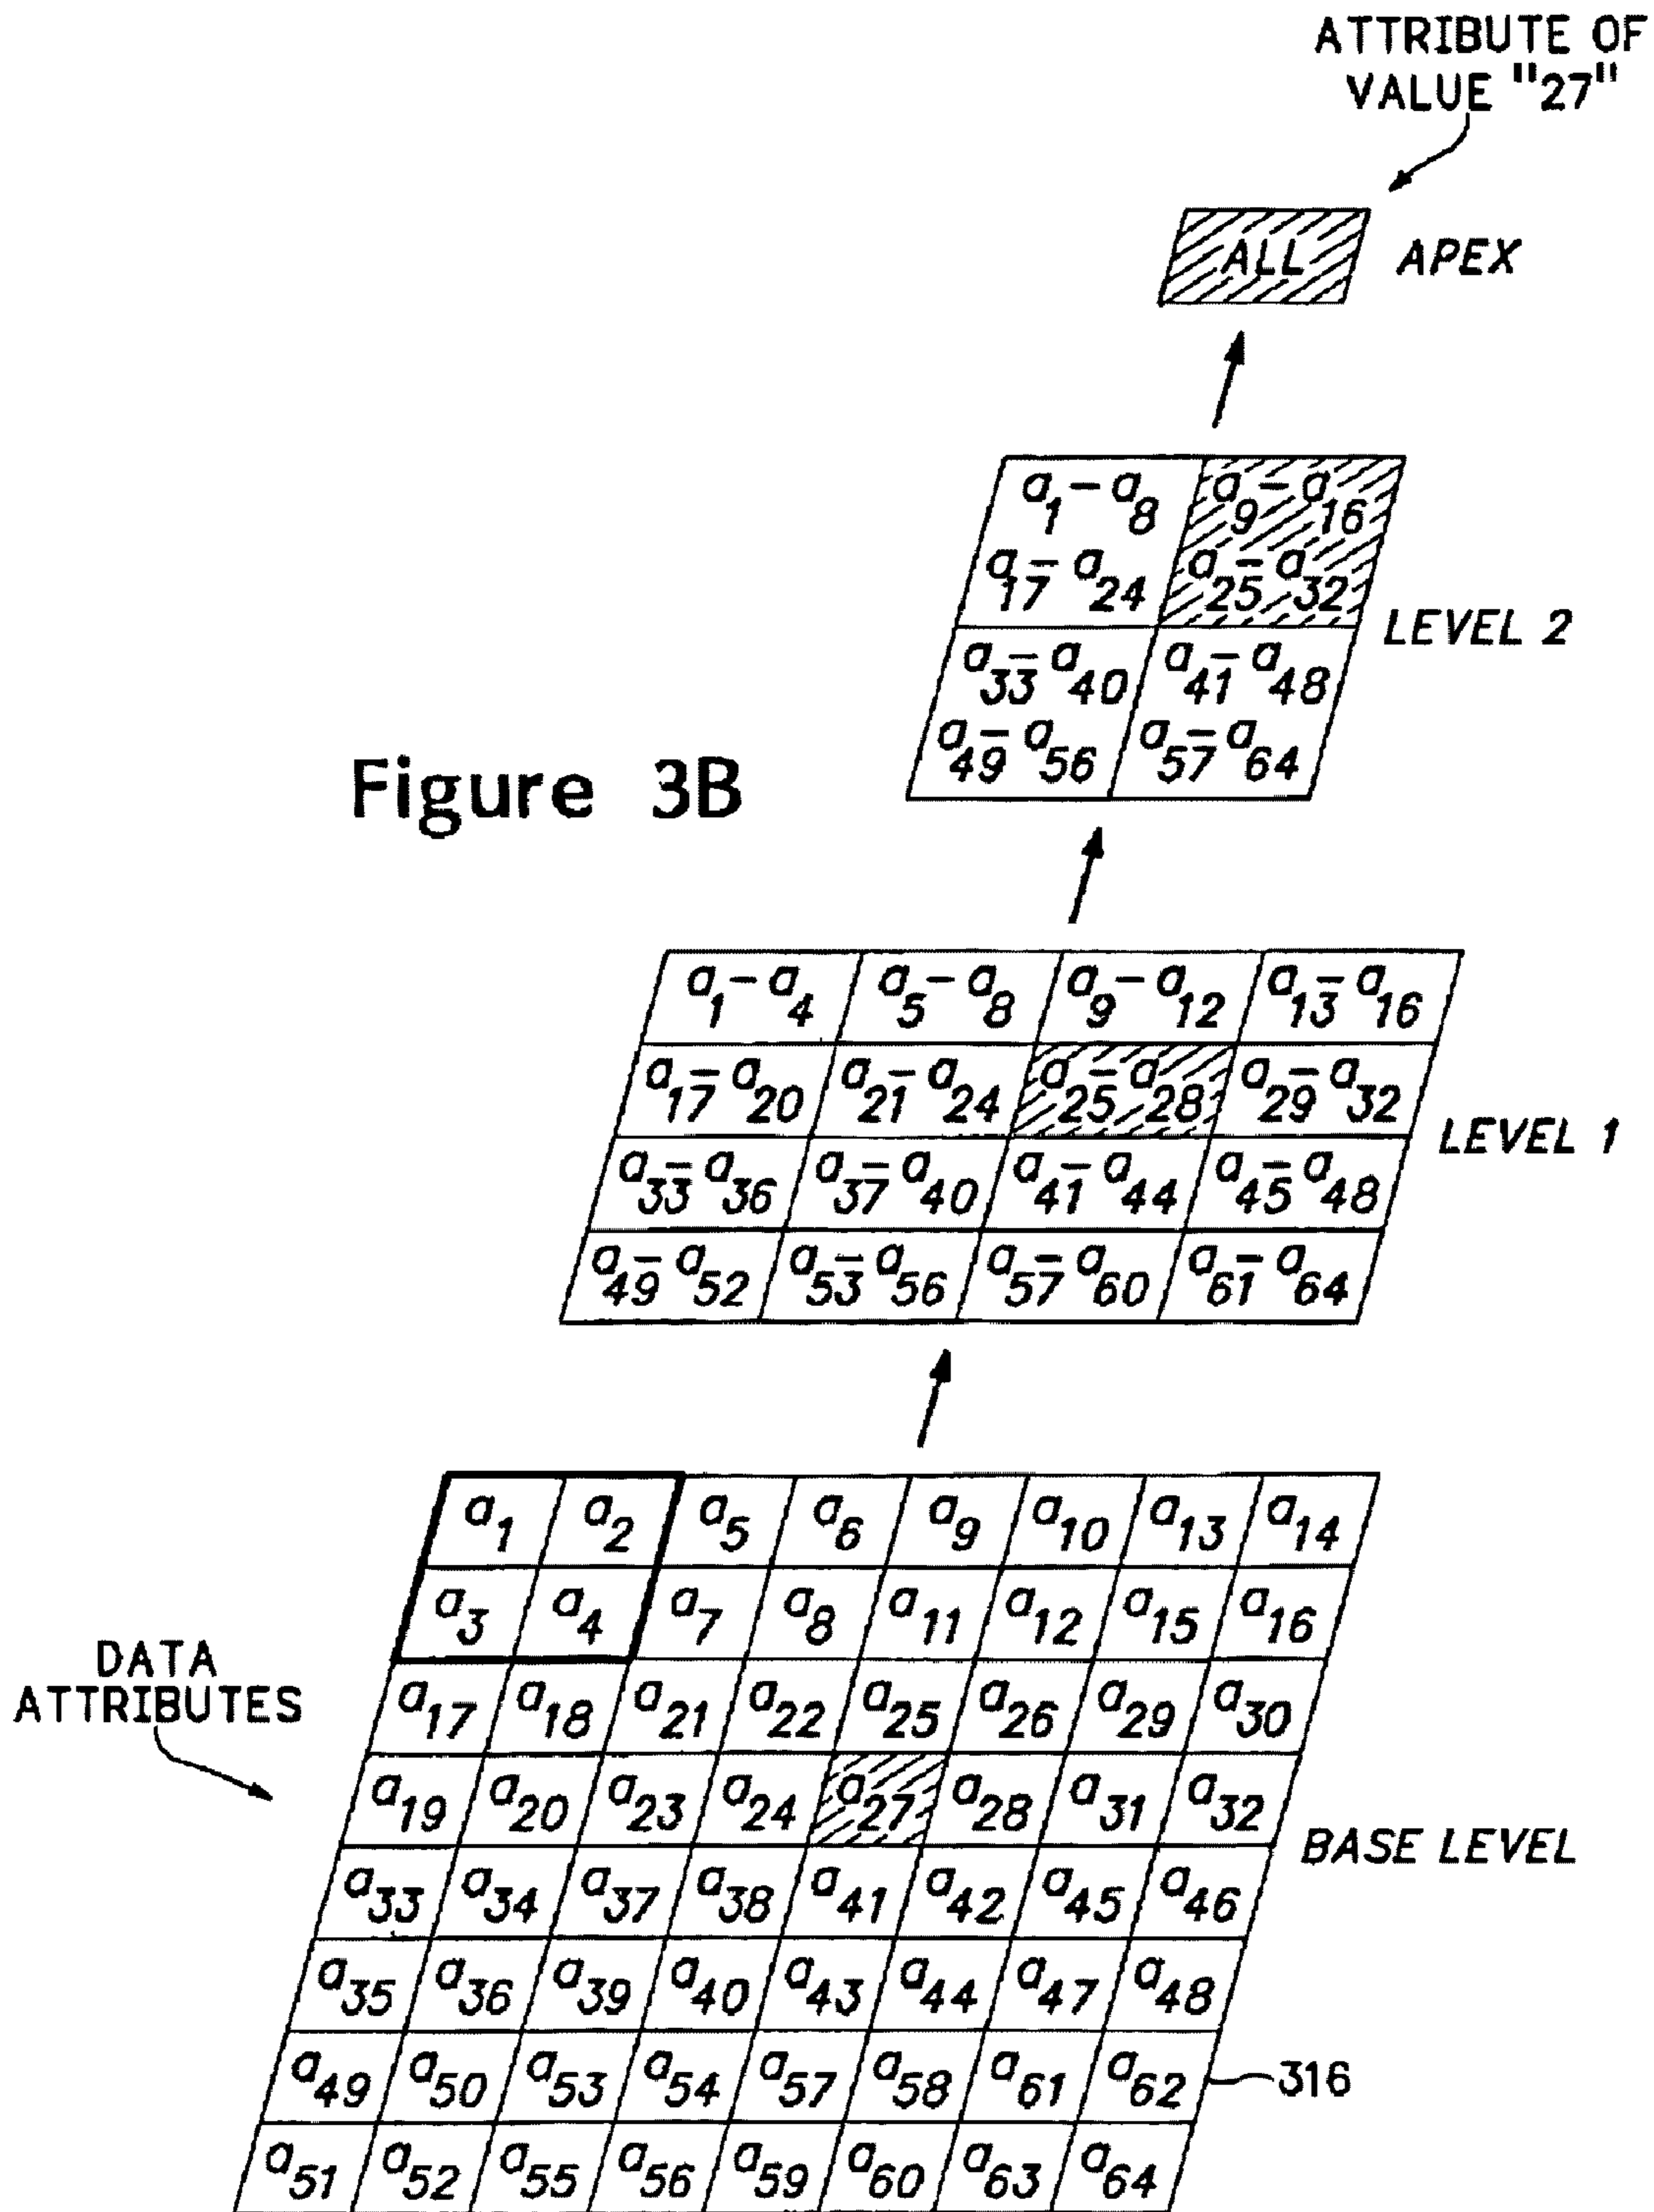 ATTRIBUTE OF
VALUE "27"
ALL
APEX
a1 - a8 a9 - a16
a17 - a24 a25 - a32
LEVEL 2
a33 - a40 a41 - a48
a49 - a56 a57 - a64
Figure 3B
a1 - a4 a5 - a8 a9 - a12 a13 - a16
a17 - a20 a21 - a24 a25 - a28 a29 - a32
LEVEL 1
a33 - a36 a37 - a40 a41 - a44 a45 - a48
a49 - a52 a53 - a56 a57 - a60 a61 - a64
a1 a2 a5 a6 a9 a10 a13 a14
a3 a4 a7 a8 a11 a12 a15 a16
DATA
ATTRIBUTES
a17 a18 a21 a22 a25 a26 a29 a30
a19 a20 a23 a24 a27 a28 a31 a32
BASE LEVEL
a33 a34 a37 a38 a41 a42 a45 a46
a35 a36 a39 a40 a43 a44 a47 a48
a49 a50 a53 a54 a57 a58 a61 a62
316
a51 a52 a55 a56 a59 a60 a63 a64